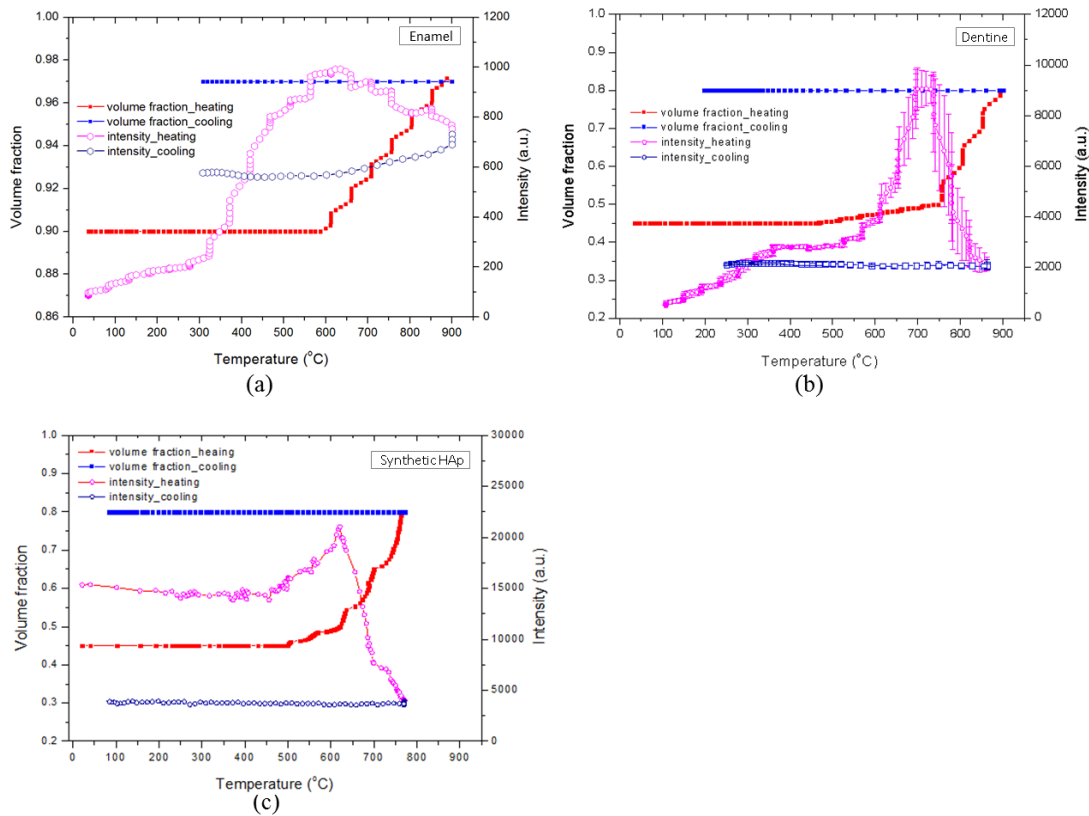 Enamel
volume fraction_heating
volume fraction_cooling
intensity_heating
intensity_cooling
Volume fraction
1.00
0.98
0.96
0.94
0.92
0.90
0.88
0.86
0 100 200 300 400 500 600 700 800 900
Temperature (°C)
1200
1000
800
600
400
200
0
Intensity (a.u.)
(a)
Dentine
volume fraction_heating
volume fraciont_cooling
intensity_heating
intensity_cooling
Volume fraction
1.0
0.9
0.8
0.7
0.6
0.5
0.4
0.3
0.2
0 100 200 300 400 500 600 700 800 900
Temperature (°C)
12000
10000
8000
6000
4000
2000
0
Intensity (a.u.)
(b)
Synthetic HAp
volume fraction_heaing
volume fraction_cooling
intensity_heating
intensity_cooling
Volume fraction
1.0
0.9
0.8
0.7
0.6
0.5
0.4
0.3
0.2
0 100 200 300 400 500 600 700 800 900
Temperature (°C)
30000
25000
20000
15000
10000
5000
0
Intensity (a.u.)
(c)